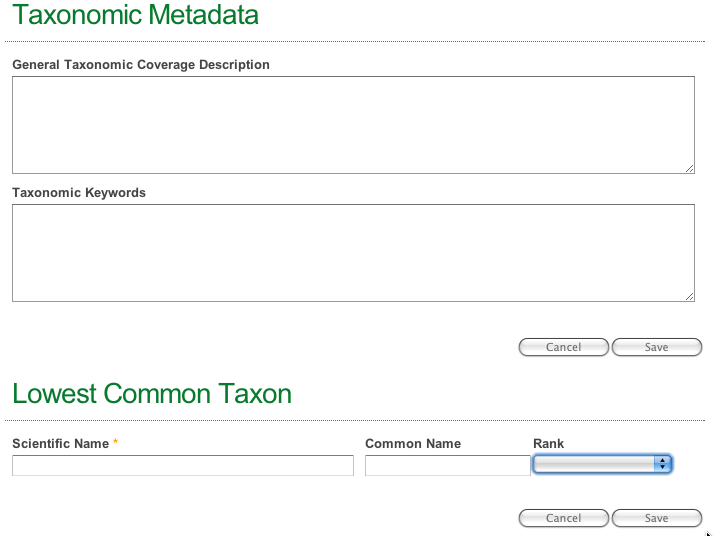 Taxonomic Metadata
General Taxonomic Coverage Description
Taxonomic Keywords
Cancel Save
Lowest Common Taxon
Scientific Name * Common Name Rank
Cancel Save